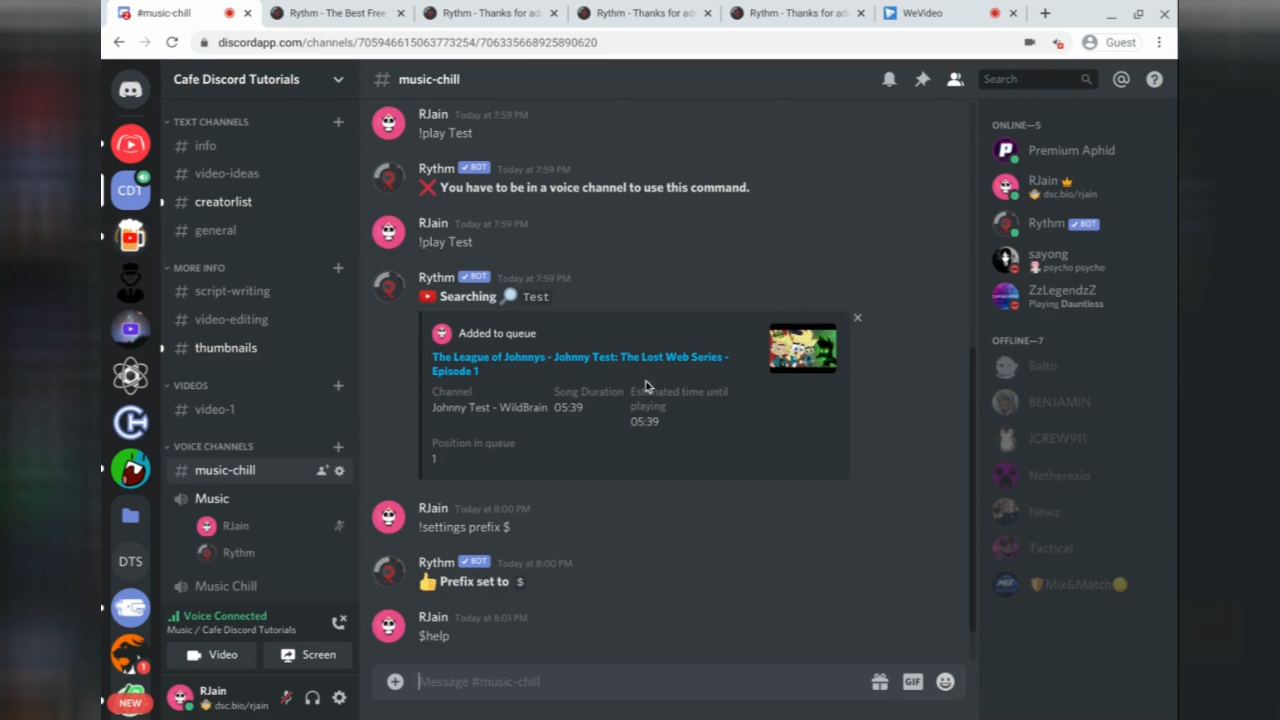 #music-chill
Rythm - The Best Free
Rythm - Thanks for ad
Rythm - Thanks for ad
Rythm - Thanks for ad
WeVideo
discordapp.com/channels/705946615063773254/706335668925890620
Guest
Cafe Discord Tutorials
# music-chill
Search
TEXT CHANNELS
# info
# video-ideas
# creatorlist
# general
MORE INFO
# script-writing
# video-editing
# thumbnails
VIDEOS
# video-1
VOICE CHANNELS
# music-chill
Music
RJain
Rythm
Music Chill
Voice Connected
Music / Cafe Discord Tutorials
Video
Screen
RJain
dsc.bio/rjain
CDT
DTS
1
NEW
RJain Today at 7:59 PM
!play Test
Rythm BOT Today at 7:59 PM
You have to be in a voice channel to use this command.
RJain Today at 7:59 PM
!play Test
Rythm BOT Today at 7:59 PM
Searching Test
Added to queue
The League of Johnnys - Johnny Test: The Lost Web Series -
Episode 1
Channel Song Duration Estimated time until
playing
Johnny Test - WildBrain 05:39
05:39
Position in queue
1
RJain Today at 8:00 PM
!settings prefix $
Rythm BOT Today at 8:00 PM
Prefix set to $
RJain Today at 8:01 PM
$help
Message #music-chill
GIF
ONLINE—5
Premium Aphid
RJain
dsc.bio/rjain
Rythm BOT
sayong
psycho psycho
ZzLegendzZ
Playing Dauntless
OFFLINE—7
Balto
BENJAMIN
JCREW911
Netherexio
Newz
Tactical
Mix&Match